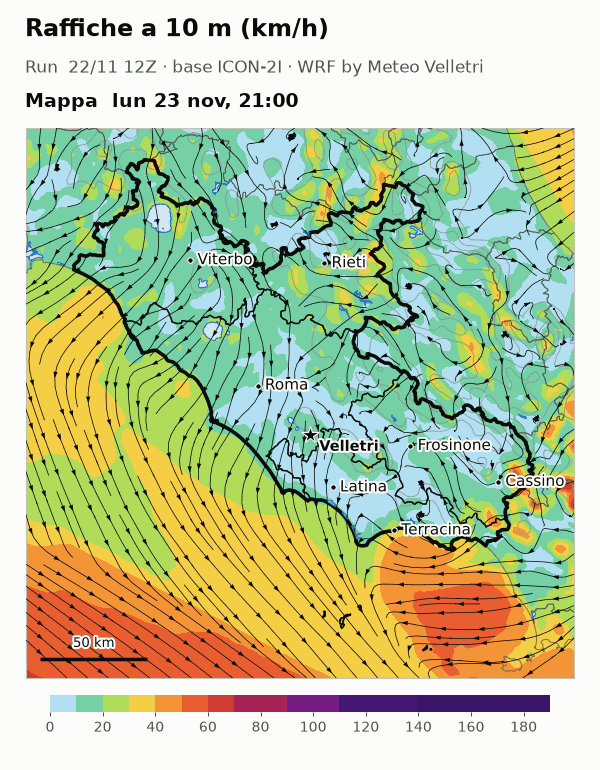 Raffiche a 10 m (km/h)
Run  22/11 12Z · base ICON-2I · WRF by Meteo Velletri
Mappa  lun 23 nov, 21:00
Viterbo
Rieti
Roma
Velletri
Frosinone
Cassino
Latina
Terracina
50 km
0 20 40 60 80 100 120 140 160 180